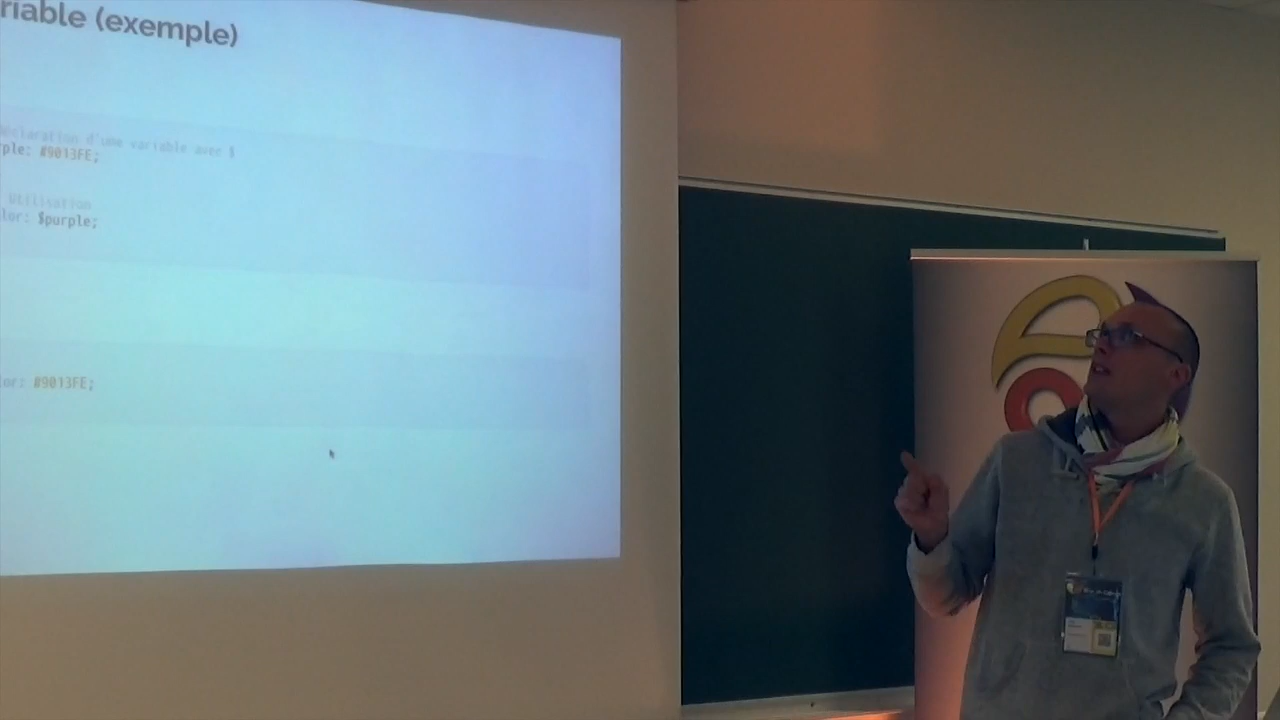 riable (exemple)
éclaration d'une variable avec $
rple: #9013FE;
Utilisation
lor: $purple;
lor: #9013FE;